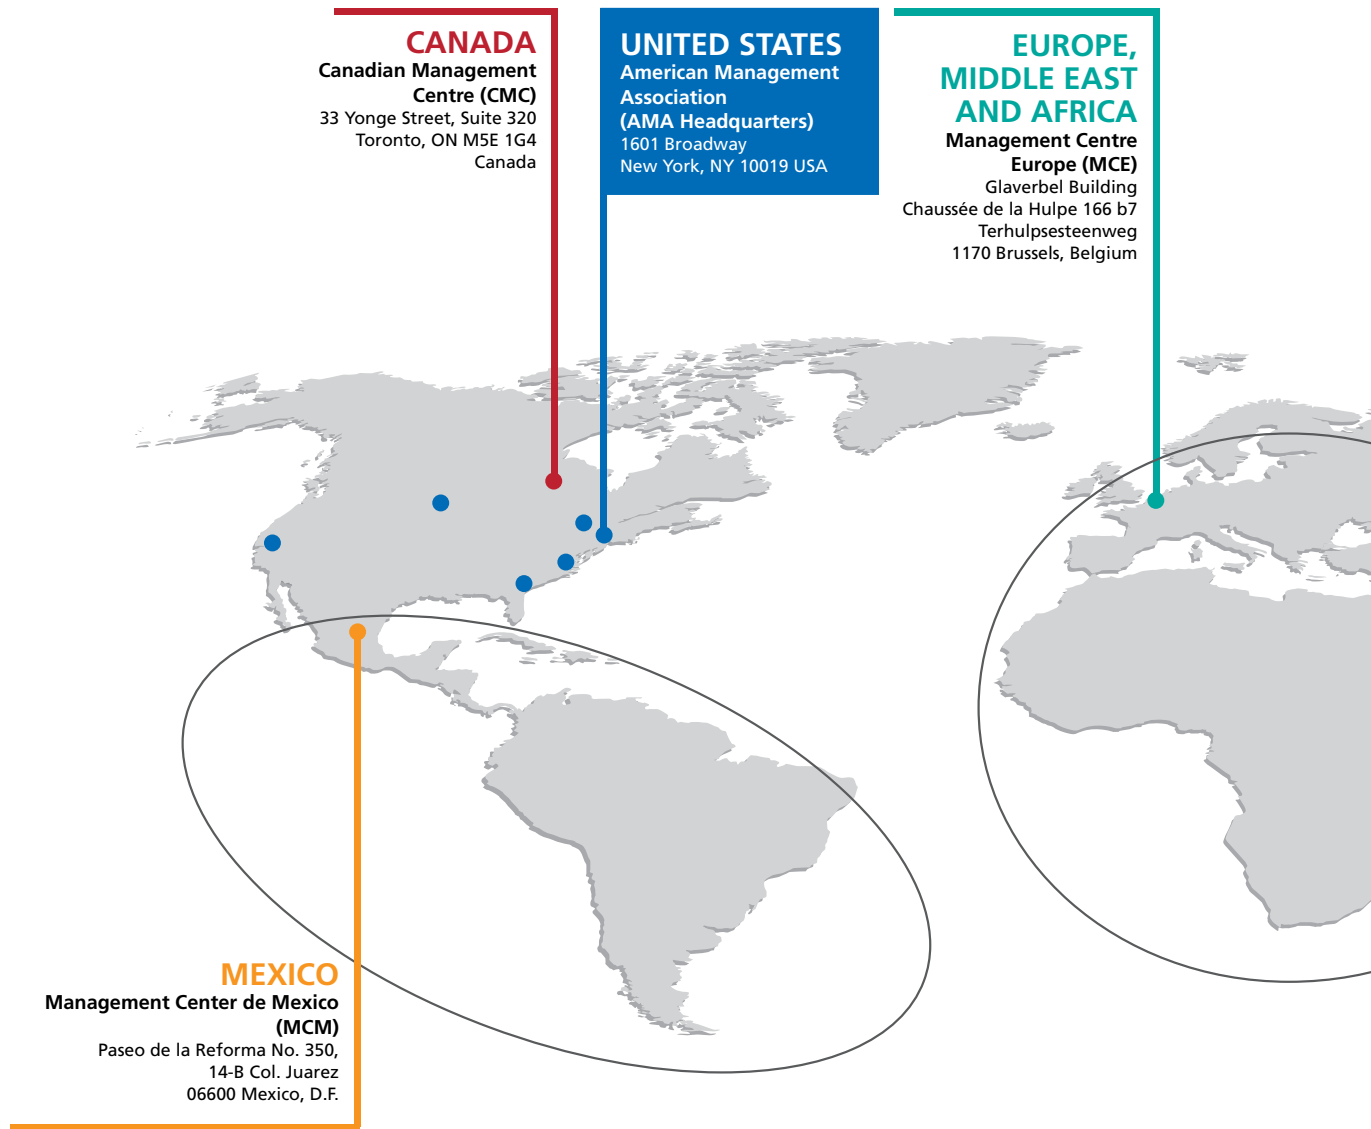 CANADA
Canadian Management
Centre (CMC)
33 Yonge Street, Suite 320
Toronto, ON M5E 1G4
Canada
UNITED STATES
American Management
Association
(AMA Headquarters)
1601 Broadway
New York, NY 10019 USA
EUROPE,
MIDDLE EAST
AND AFRICA
Management Centre
Europe (MCE)
Glaverbel Building
Chaussée de la Hulpe 166 b7
Terhulpsesteenweg
1170 Brussels, Belgium
MEXICO
Management Center de Mexico
(MCM)
Paseo de la Reforma No. 350,
14-B Col. Juarez
06600 Mexico, D.F.